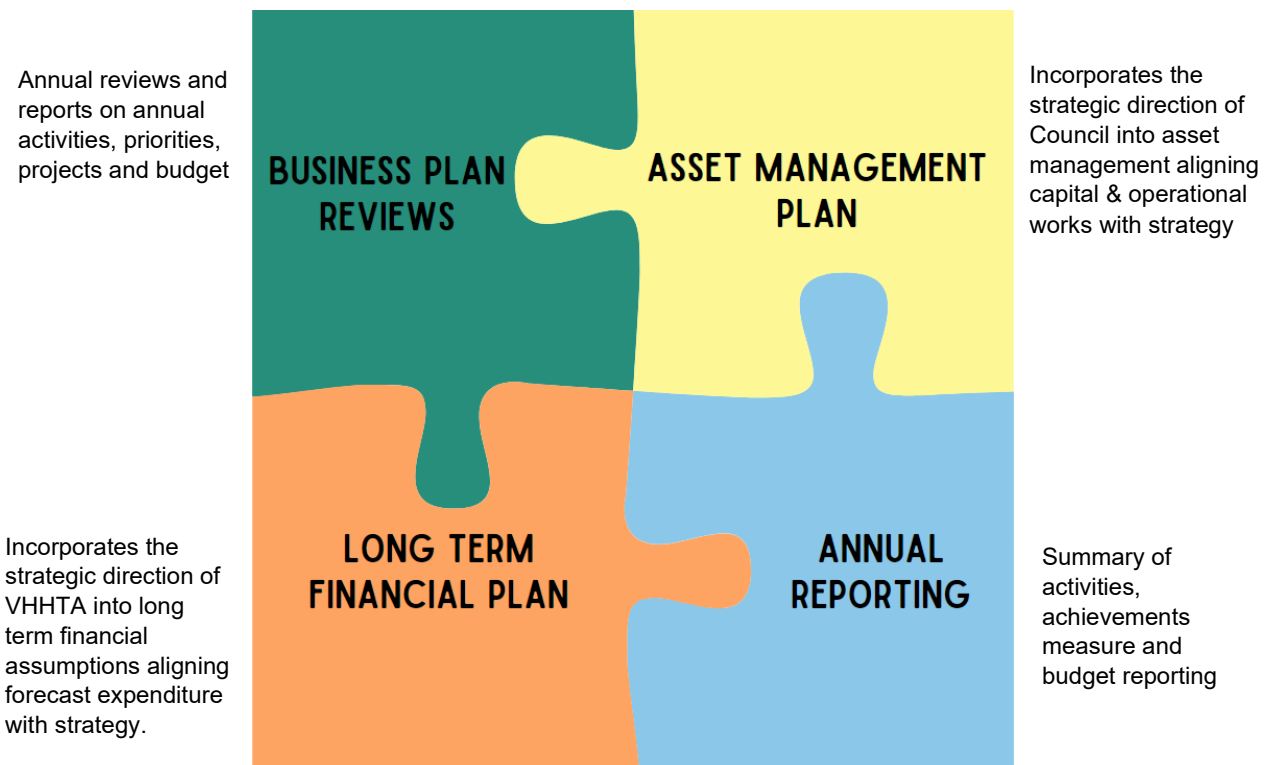 Annual reviews and
reports on annual
activities, priorities,
projects and budget
BUSINESS PLAN
REVIEWS
ASSET MANAGEMENT
PLAN
Incorporates the
strategic direction of
Council into asset
management aligning
capital & operational
works with strategy
Incorporates the
strategic direction of
VHHTA into long
term financial
assumptions aligning
forecast expenditure
with strategy.
LONG TERM
FINANCIAL PLAN
ANNUAL
REPORTING
Summary of
activities,
achievements
measure and
budget reporting